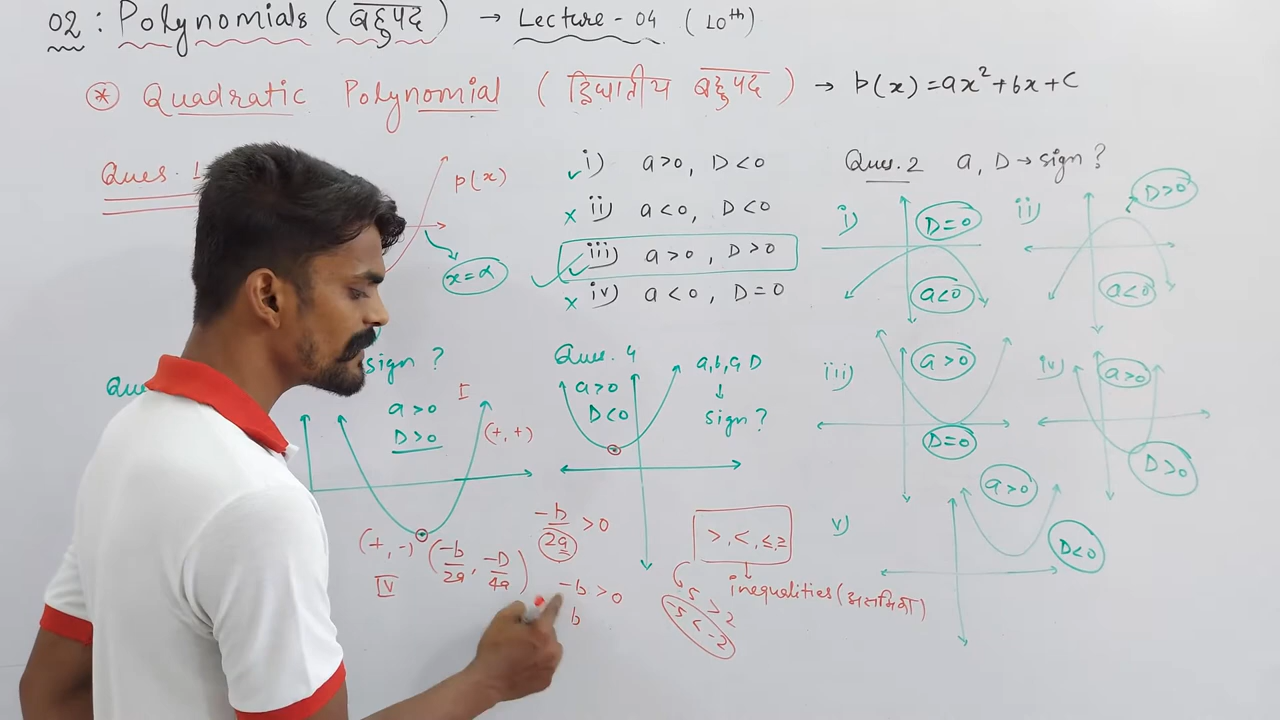 02 : Polynomials (बहुपद) → Lecture - 04 (10th)
* Quadratic Polynomial (द्विघातीय बहुपद) → p(x) = ax² + bx + c
Ques. 1
p(x)
x=α
✓ i) a>0, D<0
x ii) a<0, D<0
✓ iii) a>0, D>0
x iv) a<0, D=0
Ques. 2 a, D → sign ?
i) D=0
a<0
ii) D>0
a<0
iii) a>0
D=0
iv) a>0
D>0
v) a>0
D<0
sign ?
a>0
D>0
I
(+,+)
(+,-)
IV
(-b/2a, -D/4a)
-b/2a >0
-b >0
b
Ques. 4
a>0
D<0
a,b,a D
↓
sign ?
>, <, ≤, ≥
inequalities (असमिका)
5 > 2
-5 < -2